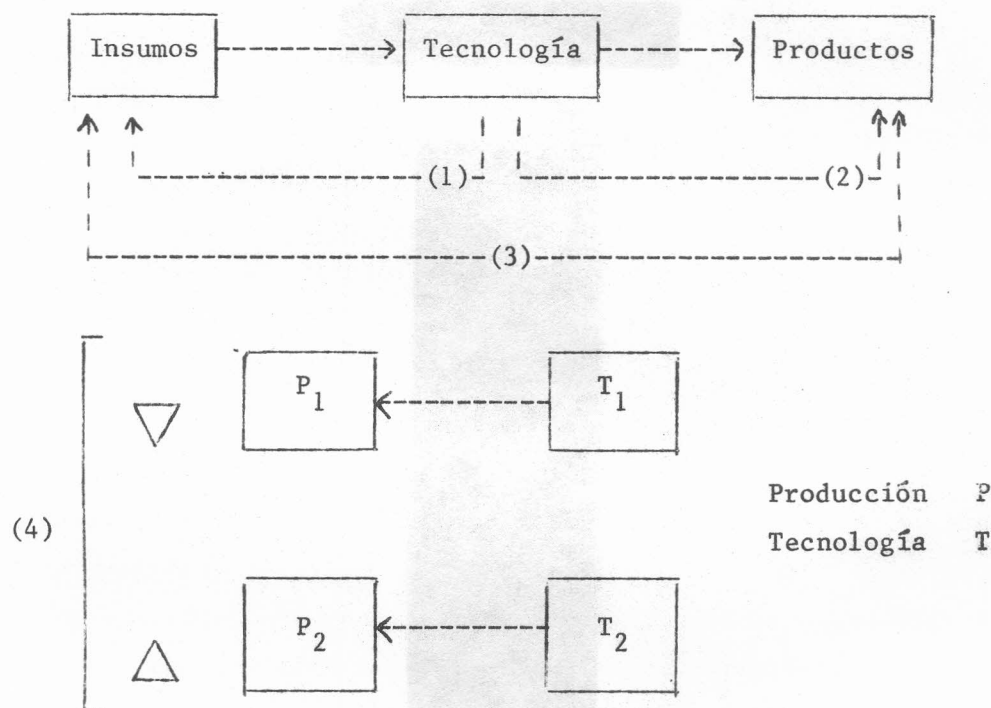 Insumos Tecnología Productos
(1) (2)
(3)
P1 T1
Producción P
(4)
Tecnología T
P2 T2